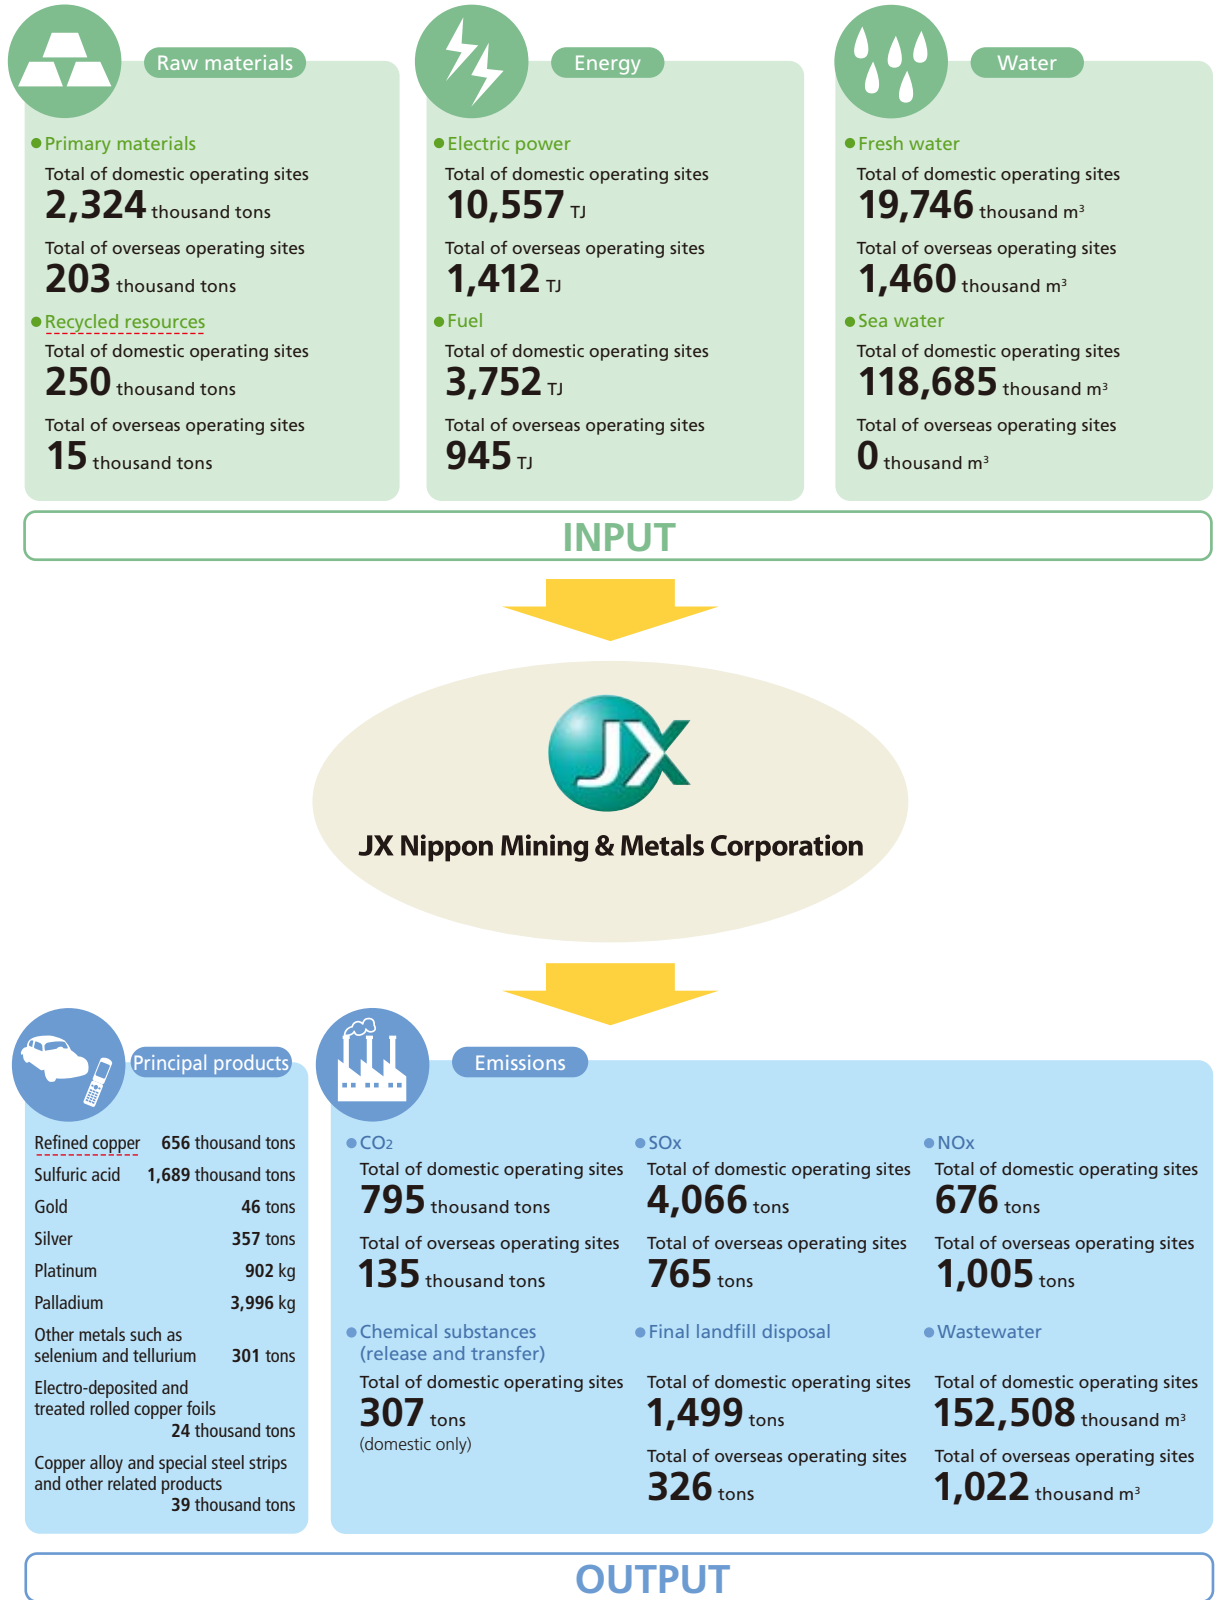 Raw materials
● Primary materials
Total of domestic operating sites
2,324 thousand tons
Total of overseas operating sites
203 thousand tons
● Recycled resources
Total of domestic operating sites
250 thousand tons
Total of overseas operating sites
15 thousand tons
Energy
● Electric power
Total of domestic operating sites
10,557 TJ
Total of overseas operating sites
1,412 TJ
● Fuel
Total of domestic operating sites
3,752 TJ
Total of overseas operating sites
945 TJ
Water
● Fresh water
Total of domestic operating sites
19,746 thousand m³
Total of overseas operating sites
1,460 thousand m³
● Sea water
Total of domestic operating sites
118,685 thousand m³
Total of overseas operating sites
0 thousand m³
INPUT
JX
JX Nippon Mining & Metals Corporation
Principal products
Refined copper 656 thousand tons
Sulfuric acid 1,689 thousand tons
Gold 46 tons
Silver 357 tons
Platinum 902 kg
Palladium 3,996 kg
Other metals such as
selenium and tellurium 301 tons
Electro-deposited and
treated rolled copper foils
24 thousand tons
Copper alloy and special steel strips
and other related products
39 thousand tons
Emissions
● CO₂
Total of domestic operating sites
795 thousand tons
Total of overseas operating sites
135 thousand tons
● SOx
Total of domestic operating sites
4,066 tons
Total of overseas operating sites
765 tons
● NOx
Total of domestic operating sites
676 tons
Total of overseas operating sites
1,005 tons
● Chemical substances
(release and transfer)
Total of domestic operating sites
307 tons
(domestic only)
● Final landfill disposal
Total of domestic operating sites
1,499 tons
Total of overseas operating sites
326 tons
● Wastewater
Total of domestic operating sites
152,508 thousand m³
Total of overseas operating sites
1,022 thousand m³
OUTPUT